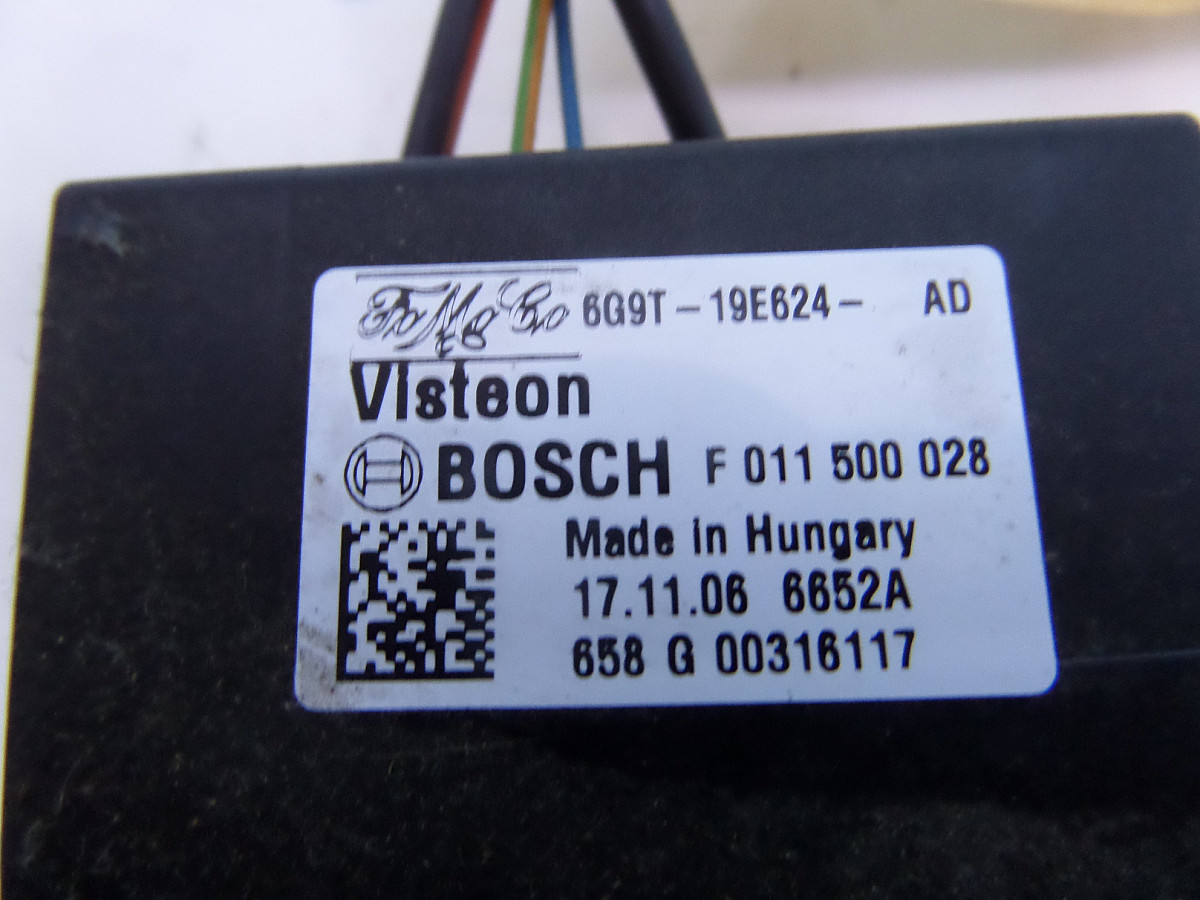 FoMoCo 6G9T-19E624- AD
Visteon
BOSCH F 011 500 028
Made in Hungary
17.11.06 6652A
658 G 00316117